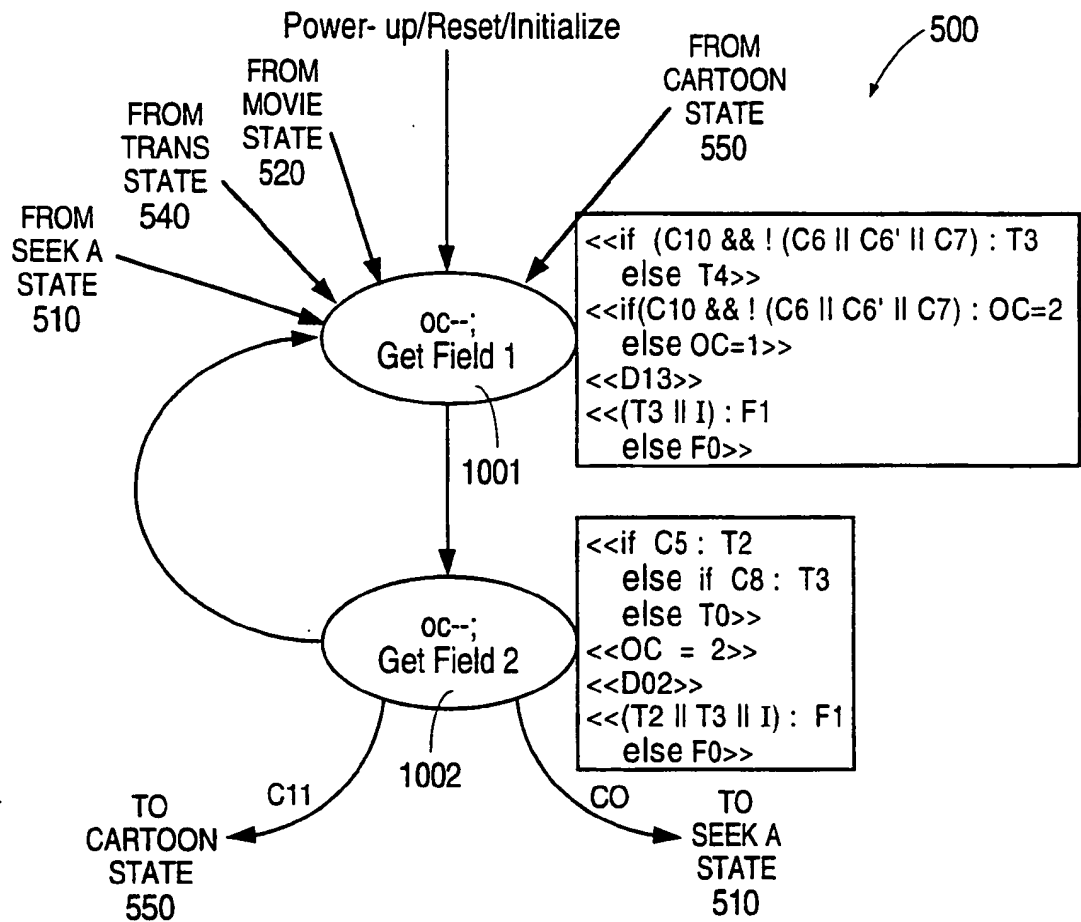 Power- up/Reset/Initialize
500
FROM
CARTOON
STATE
550
FROM
MOVIE
STATE
520
FROM
TRANS
STATE
540
FROM
SEEK A
STATE
510
oc--;
Get Field 1
1001
<<if (C10 && ! (C6 || C6' || C7) : T3
else T4>>
<<if(C10 && ! (C6 || C6' || C7) : OC=2
else OC=1>>
<<D13>>
<<(T3 || I) : F1
else F0>>
oc--;
Get Field 2
1002
<<if C5 : T2
else if C8 : T3
else T0>>
<<OC = 2>>
<<D02>>
<<(T2 || T3 || I) : F1
else F0>>
C11
CO
TO
CARTOON
STATE
550
TO
SEEK A
STATE
510